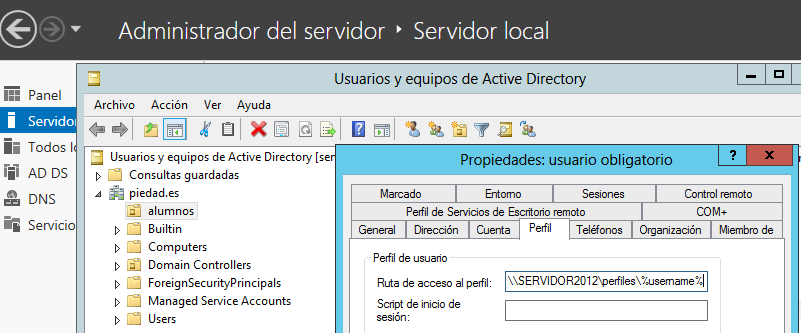 Administrador del servidor ‣ Servidor local
Usuarios y equipos de Active Directory
Panel
Servidor
Todos lo
AD DS
DNS
Servicio
Archivo Acción Ver Ayuda
Usuarios y equipos de Active Directory [ser
Consultas guardadas
piedad.es
alumnos
Builtin
Computers
Domain Controllers
ForeignSecurityPrincipals
Managed Service Accounts
Users
Propiedades: usuario obligatorio ? x
Marcado Entorno Sesiones Control remoto
Perfil de Servicios de Escritorio remoto COM+
General Dirección Cuenta Perfil Teléfonos Organización Miembro de
Perfil de usuario
Ruta de acceso al perfil: \\SERVIDOR2012\perfiles\%username%
Script de inicio de
sesión: